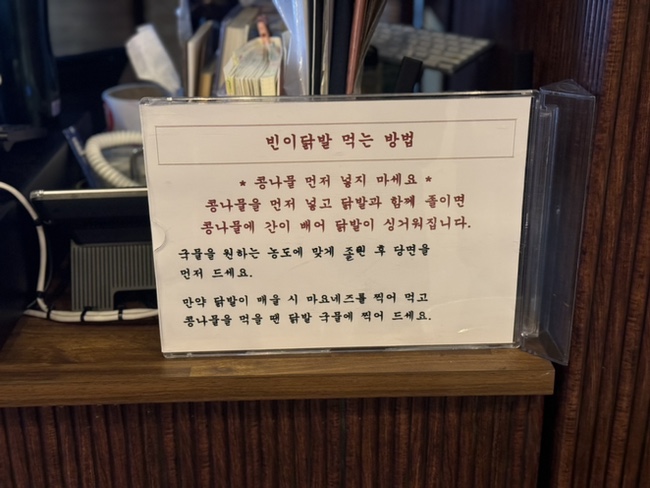 빈이닭발 먹는 방법
* 콩나물 먼저 넣지 마세요 *
콩나물을 먼저 넣고 닭발과 함께 졸이면
콩나물에 간이 배어 닭발이 싱거워집니다.
국물을 원하는 농도에 맞게 졸인 후 당면을
먼저 드세요.
만약 닭발이 매울 시 마요네즈를 찍어 먹고
콩나물을 먹을 땐 닭발 국물에 찍어 드세요.